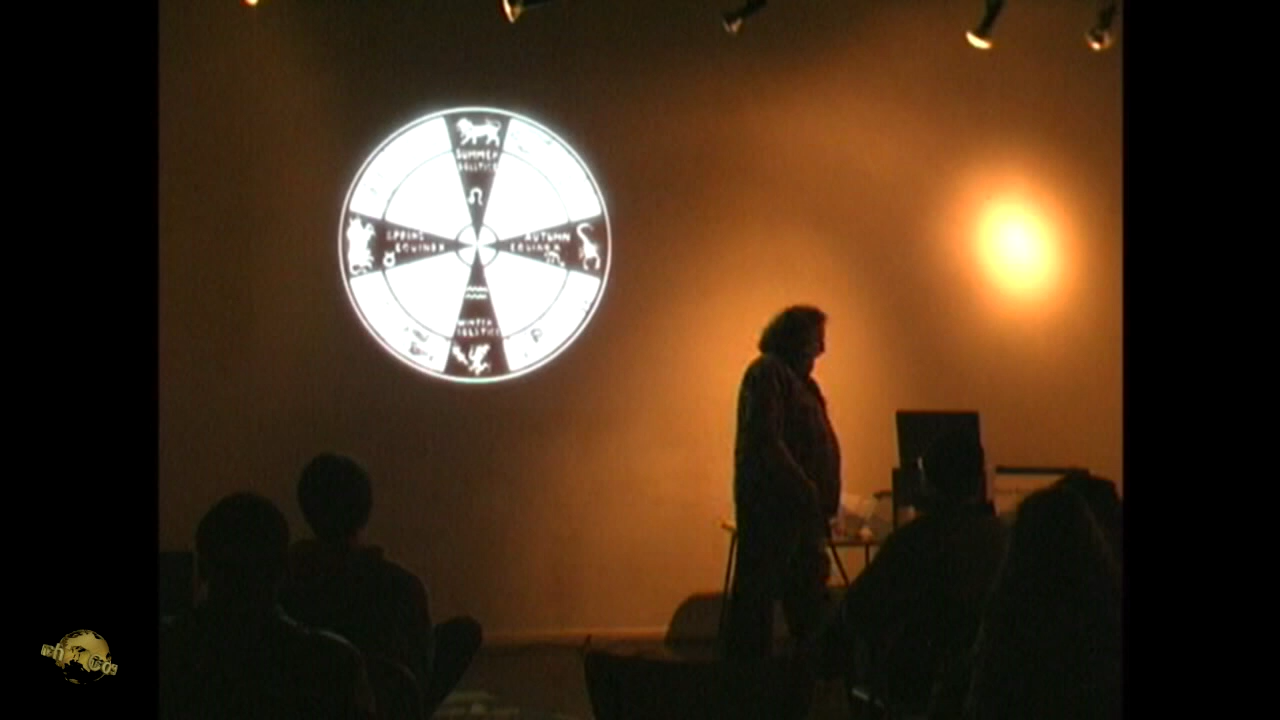 SUMMER
SOLSTICE
SPRING
EQUINOX
AUTUMN
EQUINOX
WINTER
SOLSTICE